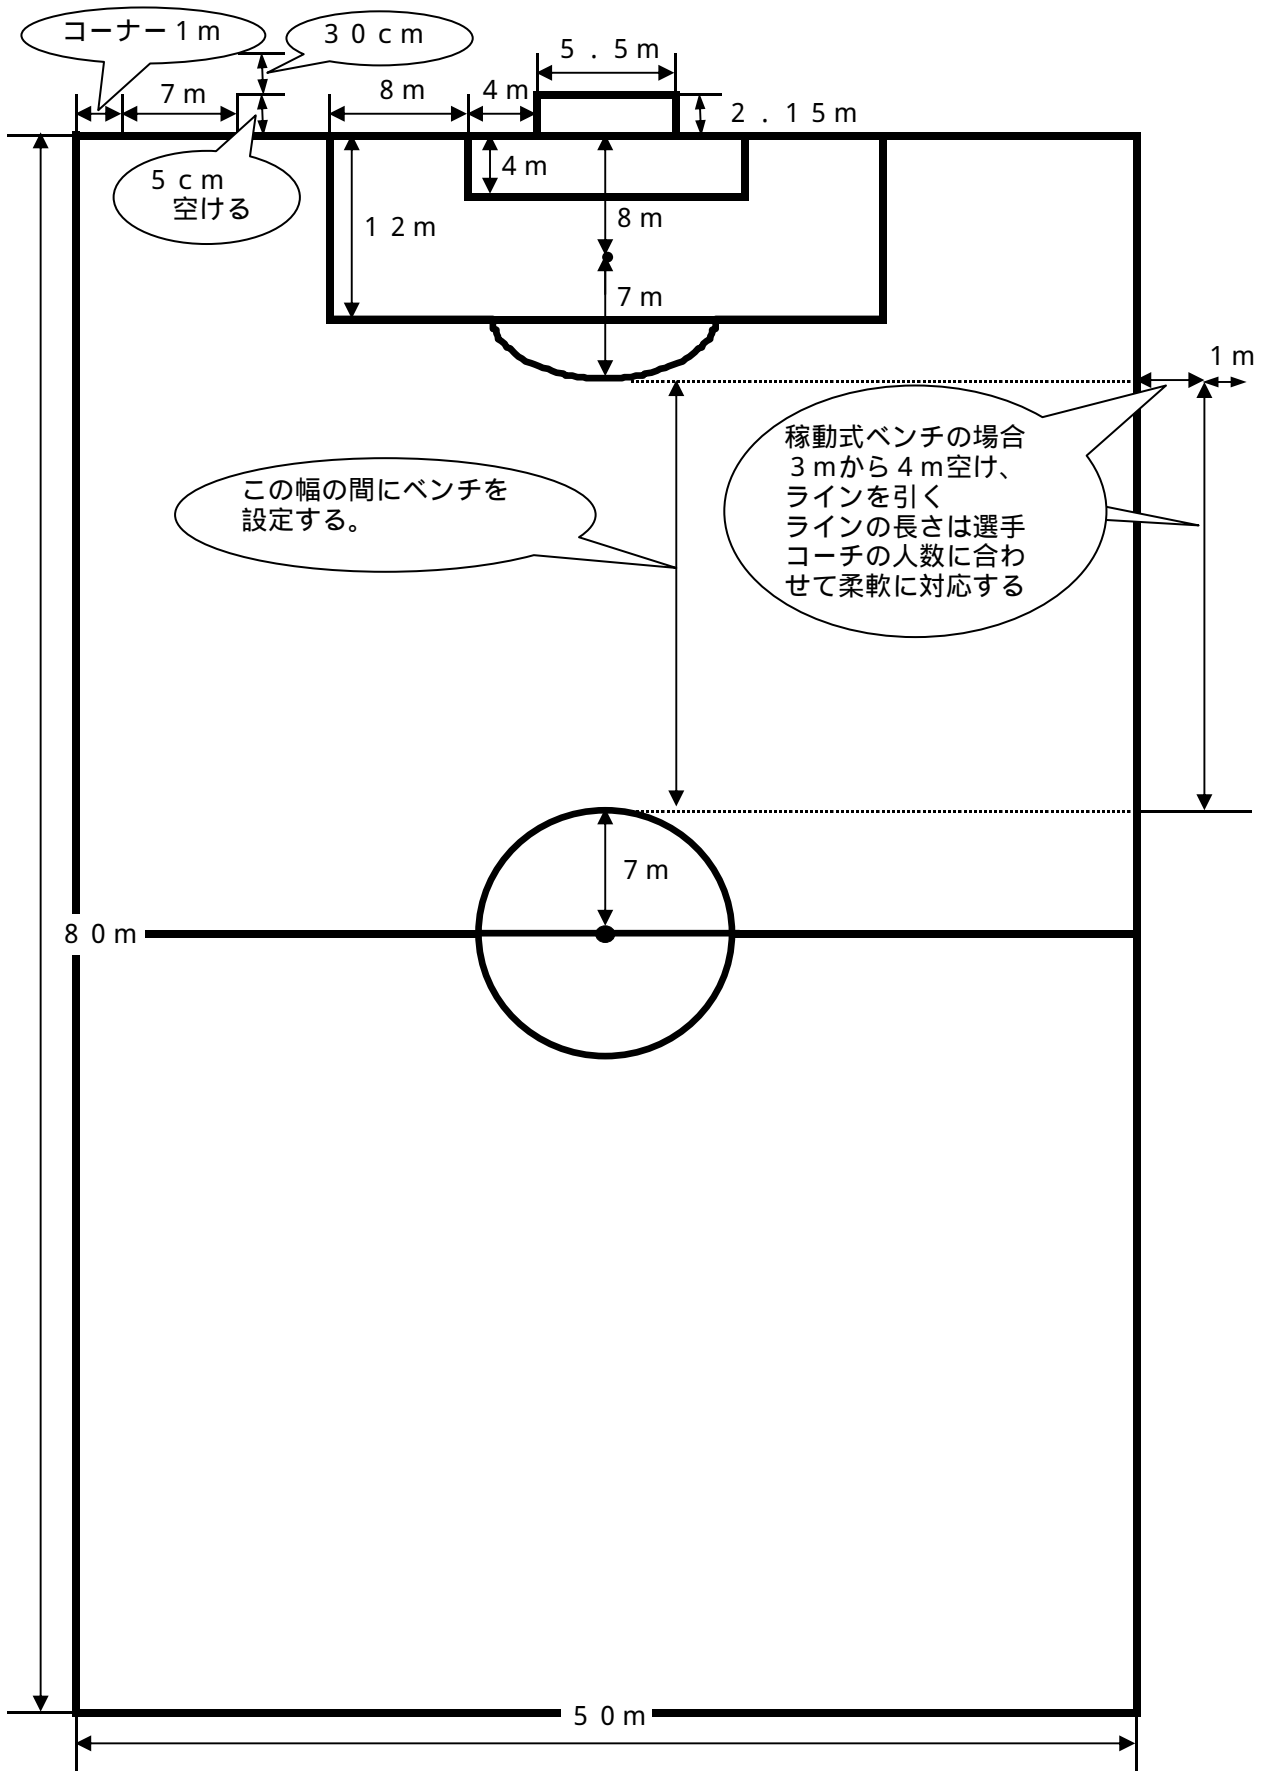 コーナー１ｍ
３０ｃｍ
５．５ｍ
７ｍ
８ｍ
４ｍ
２．１５ｍ
５ｃｍ
空ける
４ｍ
１２ｍ
８ｍ
７ｍ
１ｍ
稼動式ベンチの場合
３ｍから４ｍ空け、
ラインを引く
ラインの長さは選手
コーチの人数に合わ
せて柔軟に対応する
この幅の間にベンチを
設定する。
７ｍ
８０ｍ
５０ｍ